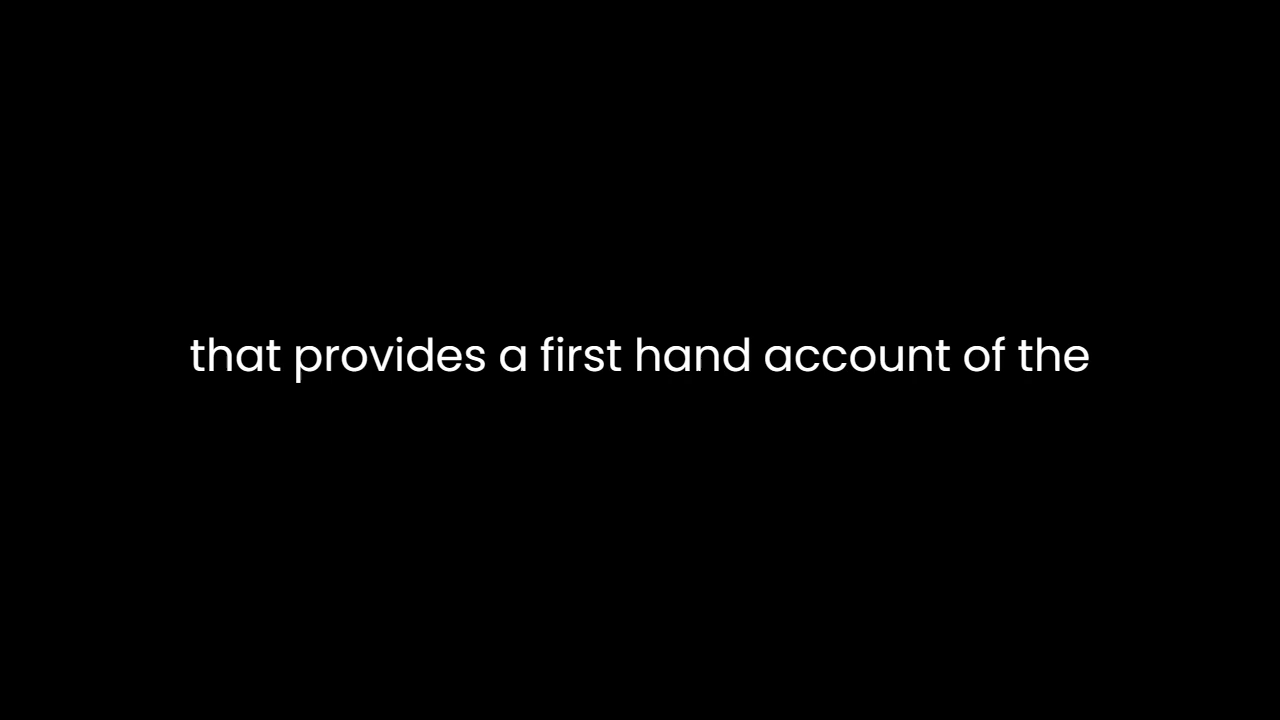 that provides a first hand account of the